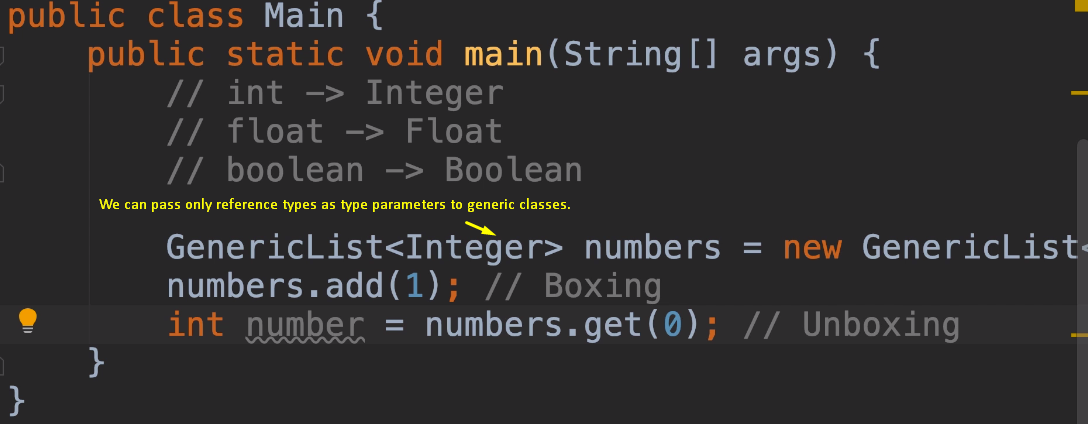 public class Main {
public static void main(String[] args) {
// int -> Integer
// float -> Float
// boolean -> Boolean
We can pass only reference types as type parameters to generic classes.
GenericList<Integer> numbers = new GenericList<
numbers.add(1); // Boxing
int number = numbers.get(0); // Unboxing
}
}